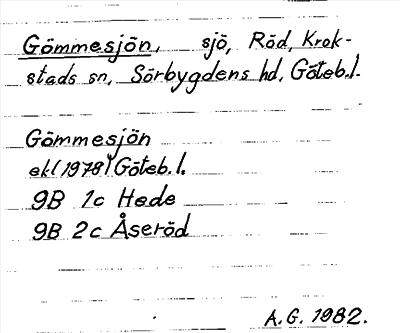 Gömmesjön, sjö, Röd, Krok-
stads sn, Sörbygdens hd, Göteb.l.
Gömmesjön
ekl (1978) Göteb.l.
9B 1c Hede
9B 2c Åseröd
A.G. 1982.